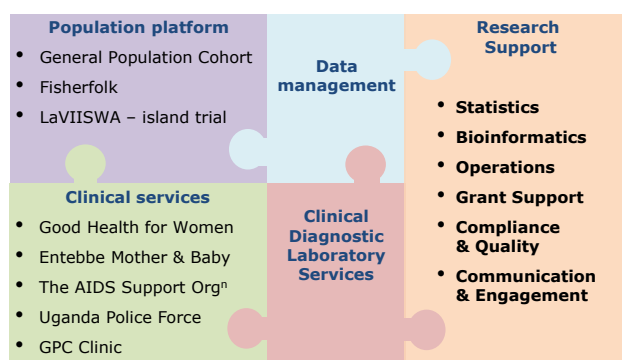 Population platform
• General Population Cohort
• Fisherfolk
• LaVIISWA – island trial
Data
management
Research
Support
• Statistics
• Bioinformatics
• Operations
• Grant Support
• Compliance
& Quality
• Communication
& Engagement
Clinical services
• Good Health for Women
• Entebbe Mother & Baby
• The AIDS Support Orgⁿ
• Uganda Police Force
• GPC Clinic
Clinical
Diagnostic
Laboratory
Services